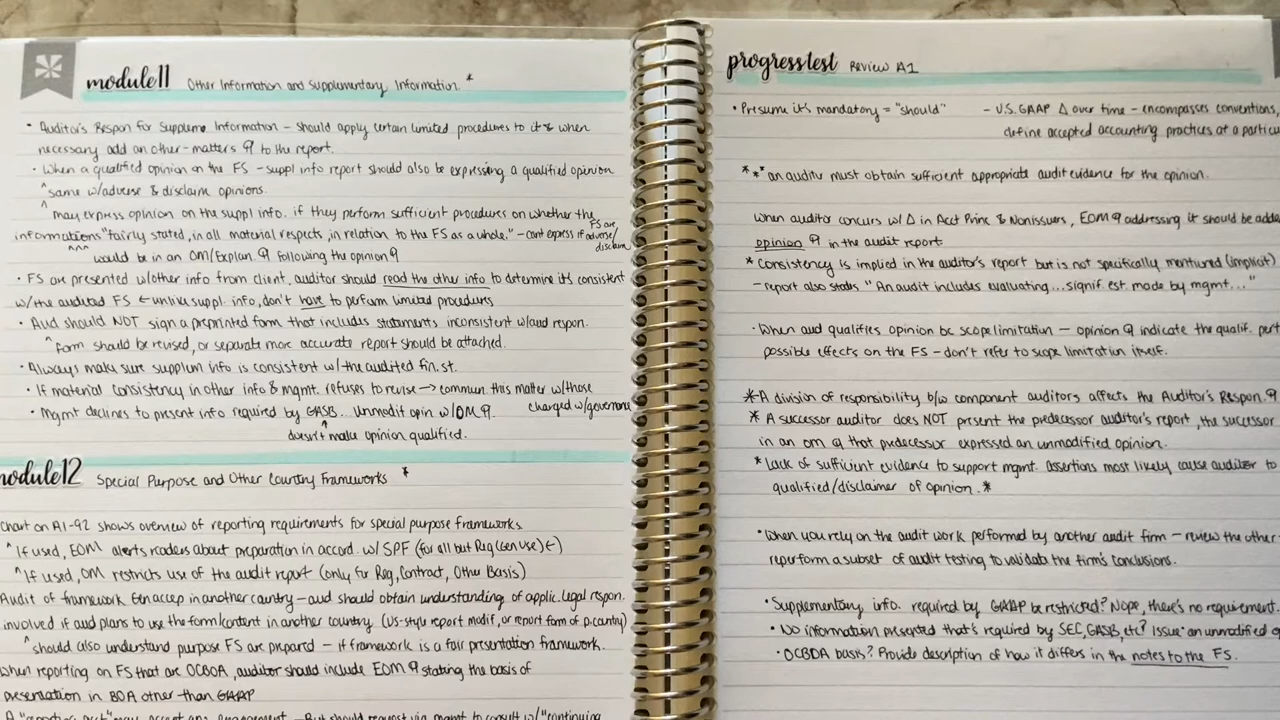 module 11 Other Information and Supplementary Information *
• Auditor's Respon for Suppleme Information – should apply certain limited procedures to it & when
necessary add an other-matters ¶ to the report.
• When a qualified opinion on the FS – suppl info report should also be expressing a qualified opinion
^ same w/adverse & disclaim opinions.
^ may express opinion on the suppl info. if they perform sufficient procedures on whether the
information is "fairly stated, in all material respects, in relation to the FS as a whole." – cant express if FS are adverse/disclaim
^^^ would be in an OM/Explan ¶ following the opinion ¶
• FS are presented w/other info from client, auditor should read the other info to determine it's consistent
w/the audited FS ← unlike suppl. info, don't have to perform limited procedures
• Aud should NOT sign a preprinted form that includes statements inconsistent w/aud respon.
^ form should be revised, or separate more accurate report should be attached.
• Always make sure supplem info is consistent w/the audited fin. st.
• If material consistency in other info & mgmt. refuses to revise → commun. this matter w/those
charged w/governan
• Mgmt declines to present info required by GASB. Unmodif opin w/OM ¶.
^ doesn't make opinion qualified.
module 12 Special Purpose and Other Country Frameworks *
chart on A1-92 shows overview of reporting requirements for special purpose frameworks
^ If used, EOM alerts readers about preparation in accord. w/ SPF (for all but Reg (Gen Use) ←)
^ If used, OM restricts use of the audit report (only for Reg, Contract, Other Basis)
Audit of framework Gen accep in another country – aud should obtain understanding of applic. legal respon.
involved if aud plans to use the form/content in another country (US-style report modif, or report form of p. country)
^ should also understand purpose FS are prepared – if framework is a fair presentation framework.
When reporting on FS that are OCBOA, auditor should include EOM ¶ stating the basis of
presentation in BOA other than GAAP
A "reporting acct" may accept any engagement – But should request via mgmt to consult w/ "continuing
progress test Review A1
• Presume it's mandatory = "should"
– U.S. GAAP Δ over time – encompasses conventions,
define accepted accounting practices at a particu
*** an auditor must obtain sufficient appropriate audit evidence for the opinion.
When auditor concurs w/ Δ in Acct Princ & Nonissuers, EOM ¶ addressing it should be adde
opinion ¶ in the audit report.
* Consistency is implied in the auditor's report but is not specifically mentioned (implicit)
– report also states "An audit includes evaluating...signif. est. made by mgmt..."
• When aud qualifies opinion bc scope limitation – opinion ¶ indicate the qualif. pert
possible effects on the FS – don't refer to scope limitation itself.
* A division of responsibility b/w component auditors affects the Auditor's Respon. ¶
* A successor auditor does NOT present the predecessor auditor's report, the successor
in an OM ¶ that predecessor expressed an unmodified opinion.
* Lack of sufficient evidence to support mgmt. assertions most likely cause auditor to
qualified/disclaimer of opinion. *
• When you rely on the audit work performed by another audit firm – review the other
reperform a subset of audit testing to validate the firm's conclusions.
• Supplementary info. required by GAAP be restricted? Nope, there's no requirement.
• No information presented that's required by SEC, GASB, etc? Issue an unmodified o
• OCBOA basis? Provide description of how it differs in the notes to the FS.